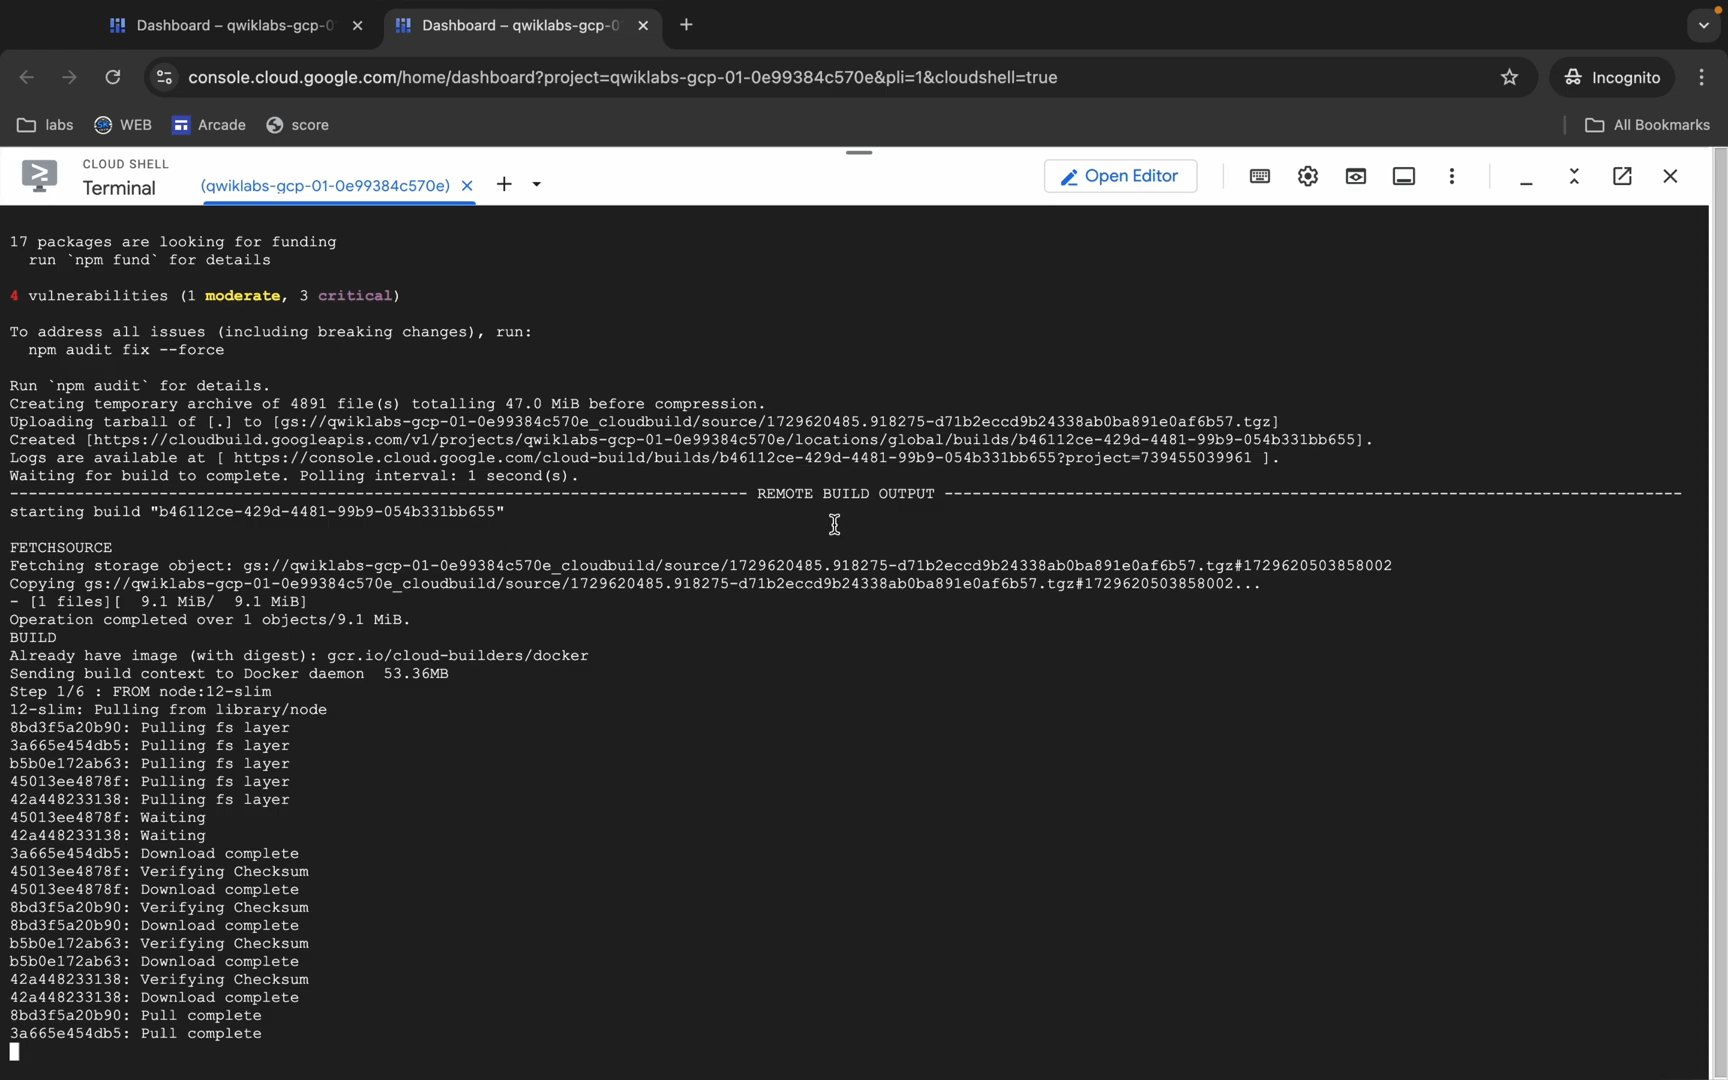 Dashboard – qwiklabs-gcp-0
Dashboard – qwiklabs-gcp-0
console.cloud.google.com/home/dashboard?project=qwiklabs-gcp-01-0e99384c570e&pli=1&cloudshell=true
Incognito
labs
WEB
Arcade
score
All Bookmarks
CLOUD SHELL
Terminal
(qwiklabs-gcp-01-0e99384c570e)
Open Editor
17 packages are looking for funding
run `npm fund` for details
4 vulnerabilities (1 moderate, 3 critical)
To address all issues (including breaking changes), run:
npm audit fix --force
Run `npm audit` for details.
Creating temporary archive of 4891 file(s) totalling 47.0 MiB before compression.
Uploading tarball of [.] to [gs://qwiklabs-gcp-01-0e99384c570e_cloudbuild/source/1729620485.918275-d71b2eccd9b24338ab0ba891e0af6b57.tgz]
Created [https://cloudbuild.googleapis.com/v1/projects/qwiklabs-gcp-01-0e99384c570e/locations/global/builds/b46112ce-429d-4481-99b9-054b331bb655].
Logs are available at [ https://console.cloud.google.com/cloud-build/builds/b46112ce-429d-4481-99b9-054b331bb655?project=739455039961 ].
Waiting for build to complete. Polling interval: 1 second(s).
------------------------------------------------------------------------------- REMOTE BUILD OUTPUT -------------------------------------------------------------------------------
starting build "b46112ce-429d-4481-99b9-054b331bb655"
FETCHSOURCE
Fetching storage object: gs://qwiklabs-gcp-01-0e99384c570e_cloudbuild/source/1729620485.918275-d71b2eccd9b24338ab0ba891e0af6b57.tgz#1729620503858002
Copying gs://qwiklabs-gcp-01-0e99384c570e_cloudbuild/source/1729620485.918275-d71b2eccd9b24338ab0ba891e0af6b57.tgz#1729620503858002...
- [1 files][  9.1 MiB/  9.1 MiB]
Operation completed over 1 objects/9.1 MiB.
BUILD
Already have image (with digest): gcr.io/cloud-builders/docker
Sending build context to Docker daemon  53.36MB
Step 1/6 : FROM node:12-slim
12-slim: Pulling from library/node
8bd3f5a20b90: Pulling fs layer
3a665e454db5: Pulling fs layer
b5b0e172ab63: Pulling fs layer
45013ee4878f: Pulling fs layer
42a448233138: Pulling fs layer
45013ee4878f: Waiting
42a448233138: Waiting
3a665e454db5: Download complete
45013ee4878f: Verifying Checksum
45013ee4878f: Download complete
8bd3f5a20b90: Verifying Checksum
8bd3f5a20b90: Download complete
b5b0e172ab63: Verifying Checksum
b5b0e172ab63: Download complete
42a448233138: Verifying Checksum
42a448233138: Download complete
8bd3f5a20b90: Pull complete
3a665e454db5: Pull complete